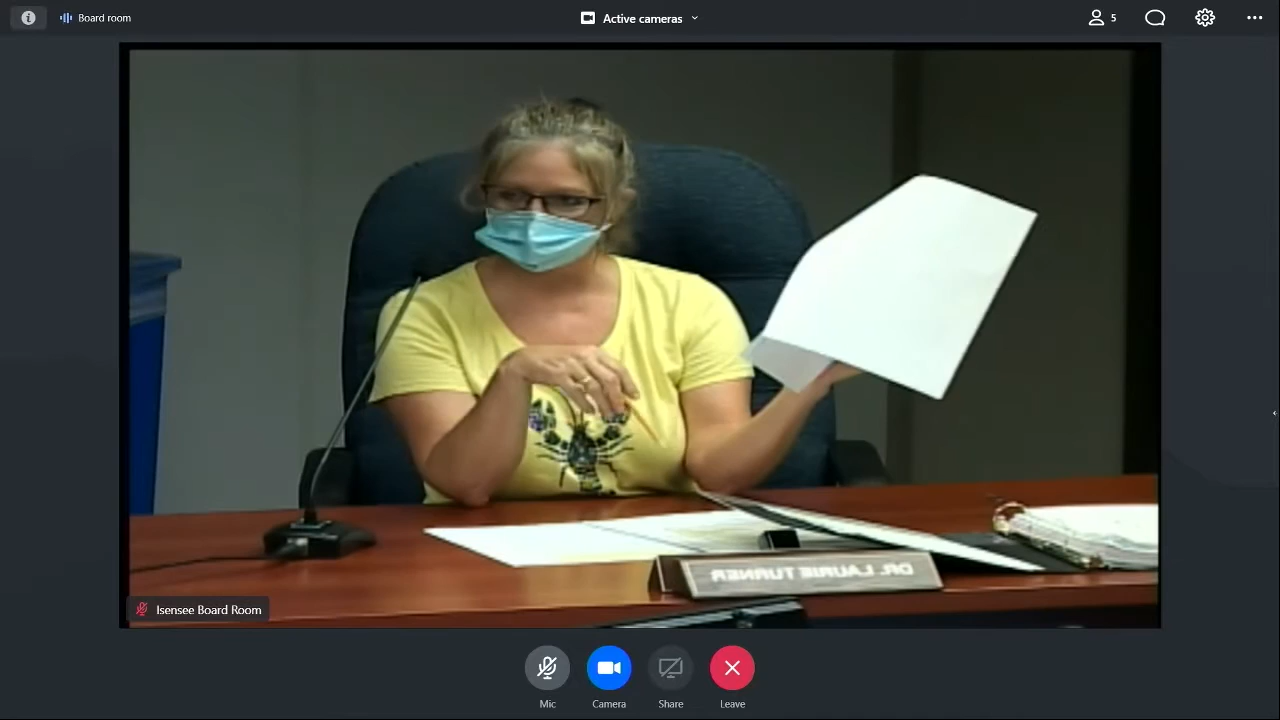 Board room
Active cameras
5
DR. LAURIE TURNER
Isensee Board Room
Mic
Camera
Share
Leave